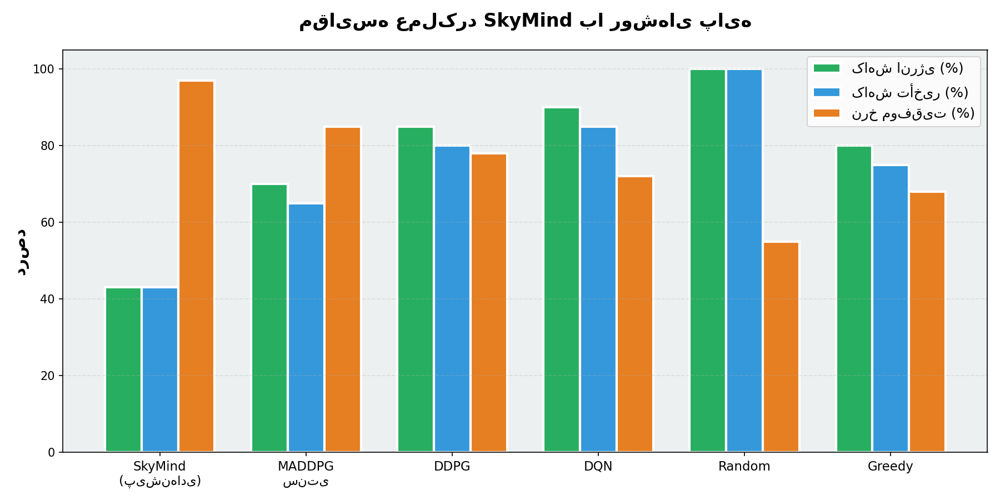 مقایسه عملکرد SkyMind با روشهای پایه
کاهش انرژی (%)
کاهش تأخیر (%)
نرخ موفقیت (%)
درصد
100
80
60
40
20
0
SkyMind
(پیشنهادی)
MADDPG
سنتی
DDPG
DQN
Random
Greedy